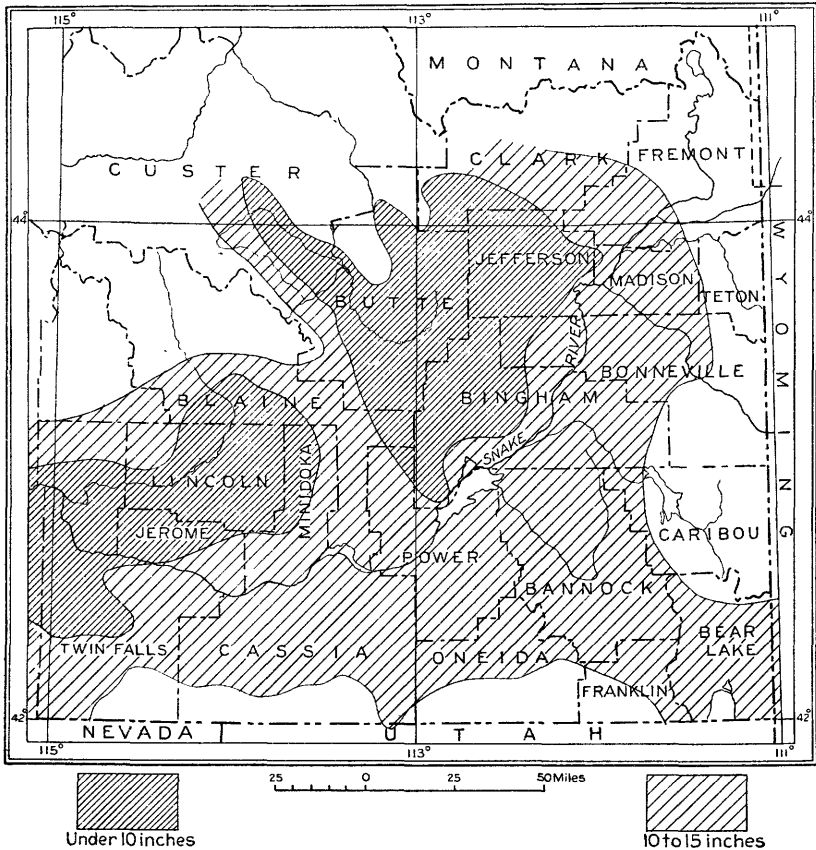 115°
113°
111°
MONTANA
CLARK
FREMONT
CUSTER
44°
44°
JEFFERSON
MADISON
TETON
WYOMING
BUTTE
RIVER
BONNEVILLE
BLAINE
BINGHAM
SNAKE
LINCOLN
MINIDOKA
JEROME
CARIBOU
POWER
BANNOCK
TWIN FALLS
CASSIA
ONEIDA
BEAR
LAKE
FRANKLIN
42°
42°
NEVADA
UTAH
115°
113°
111°
25 0 25 50 Miles
Under 10 inches
10 to 15 inches